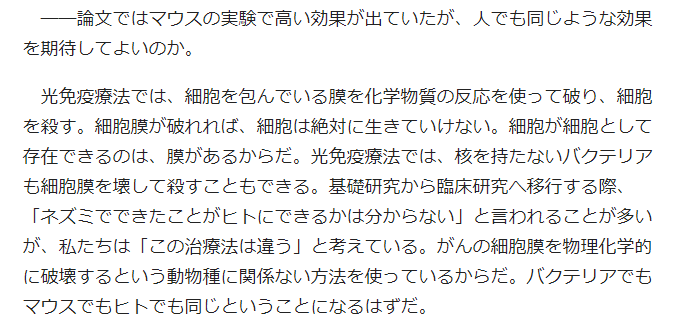 ――論文ではマウスの実験で高い効果が出ていたが、人でも同じような効果
を期待してよいのか。
光免疫療法では、細胞を包んでいる膜を化学物質の反応を使って破り、細胞
を殺す。細胞膜が破れれば、細胞は絶対に生きていけない。細胞が細胞として
存在できるのは、膜があるからだ。光免疫療法では、核を持たないバクテリア
も細胞膜を壊して殺すこともできる。基礎研究から臨床研究へ移行する際、
「ネズミでできたことがヒトにできるかは分からない」と言われることが多い
が、私たちは「この治療法は違う」と考えている。がんの細胞膜を物理化学的
に破壊するという動物種に関係ない方法を使っているからだ。バクテリアでも
マウスでもヒトでも同じということになるはずだ。